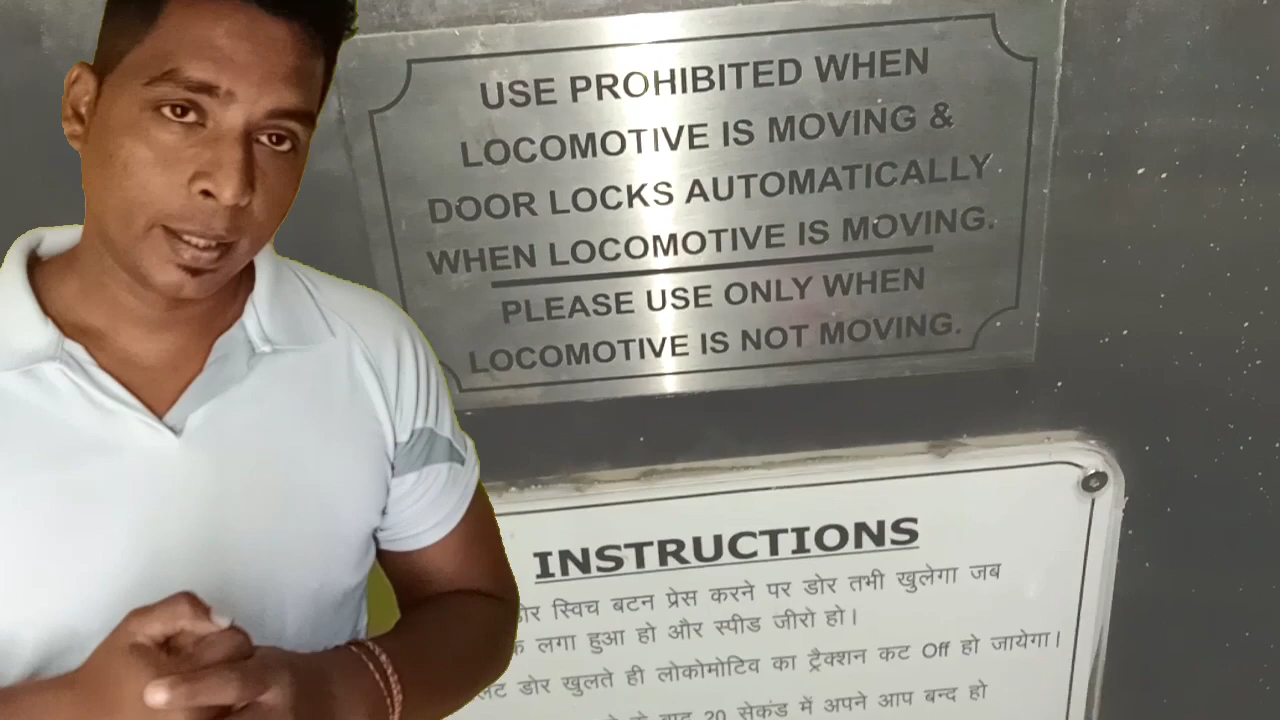 USE PROHIBITED WHEN
LOCOMOTIVE IS MOVING &
DOOR LOCKS AUTOMATICALLY
WHEN LOCOMOTIVE IS MOVING.
PLEASE USE ONLY WHEN
LOCOMOTIVE IS NOT MOVING.
INSTRUCTIONS
स्विच बटन प्रेस करने पर डोर तभी खुलेगा जब
लगा हुआ हो और स्पीड जीरो हो।
डोर खुलते ही लोकोमोटिव का ट्रैक्शन कट Off हो जायेगा।
बाद 20 सेकंड में अपने आप बन्द हो